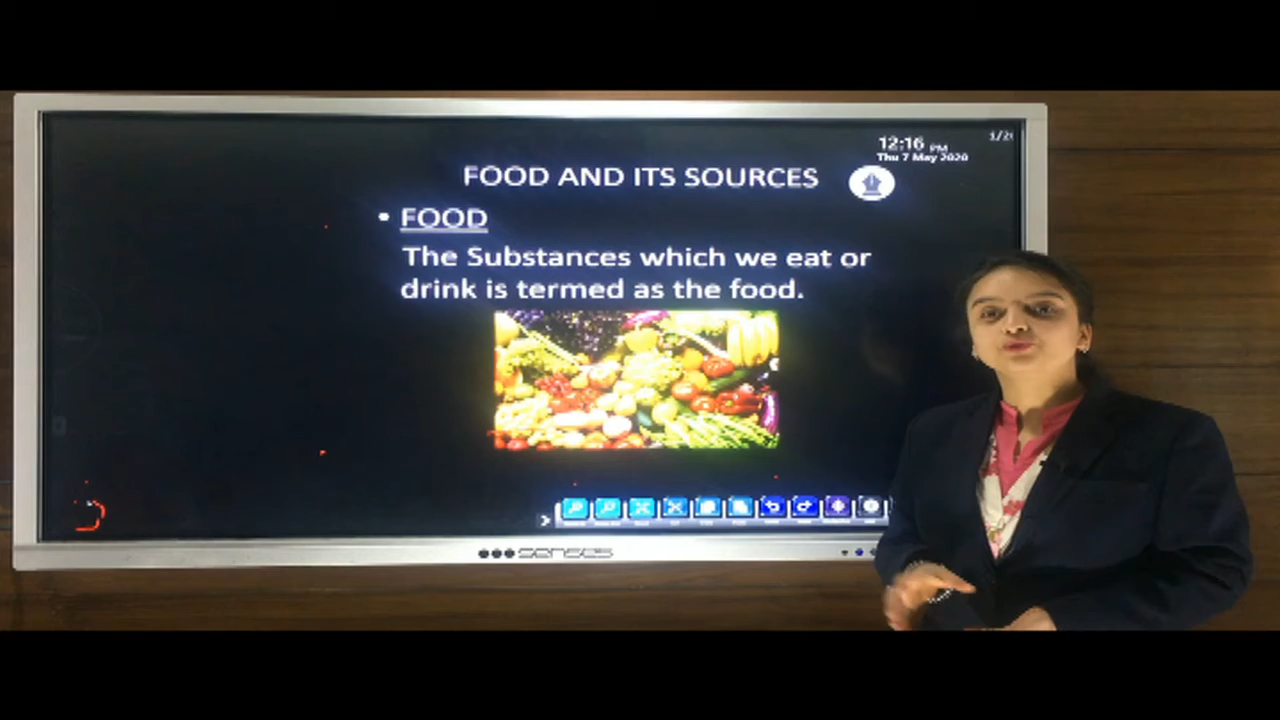 12:16 PM
Thu 7 May 2020
FOOD AND ITS SOURCES
• FOOD
The Substances which we eat or
drink is termed as the food.
senses